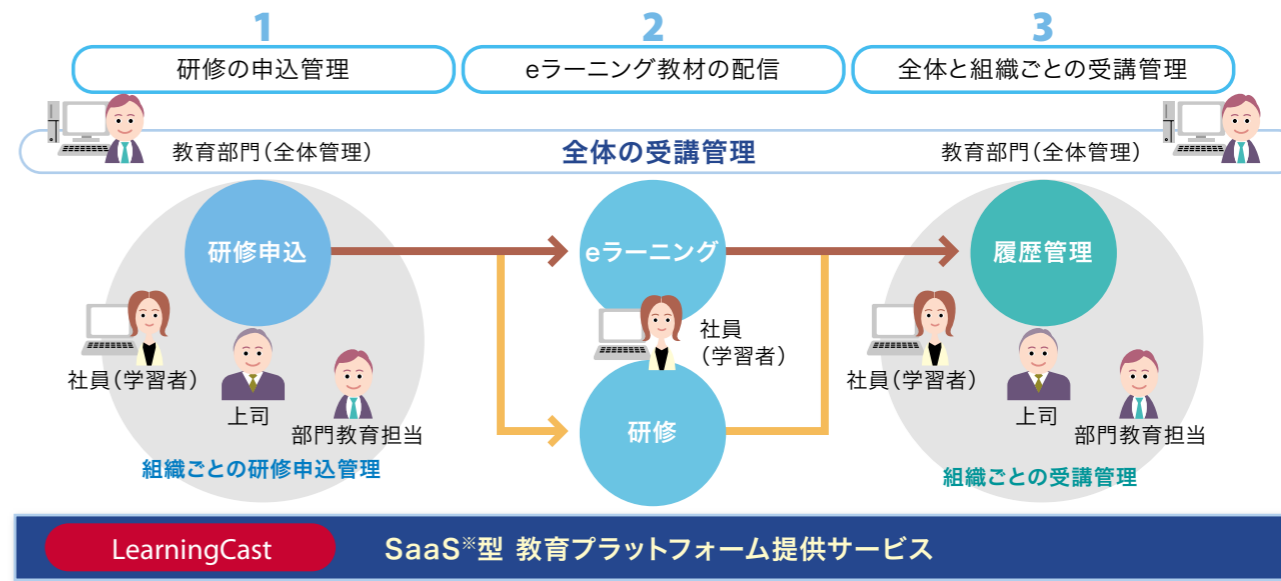 1
2
3
研修の申込管理
eラーニング教材の配信
全体と組織ごとの受講管理
教育部門(全体管理)
全体の受講管理
教育部門(全体管理)
研修申込
eラーニング
履歴管理
社員(学習者)
上司
部門教育担当
組織ごとの研修申込管理
社員
(学習者)
研修
社員(学習者)
上司
部門教育担当
組織ごとの受講管理
LearningCast
SaaS※型 教育プラットフォーム提供サービス